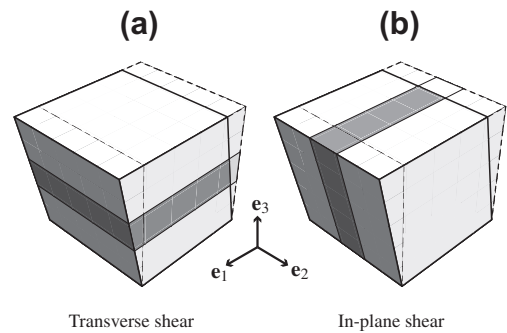 (a)
(b)
e3
e1
e2
Transverse shear
In-plane shear